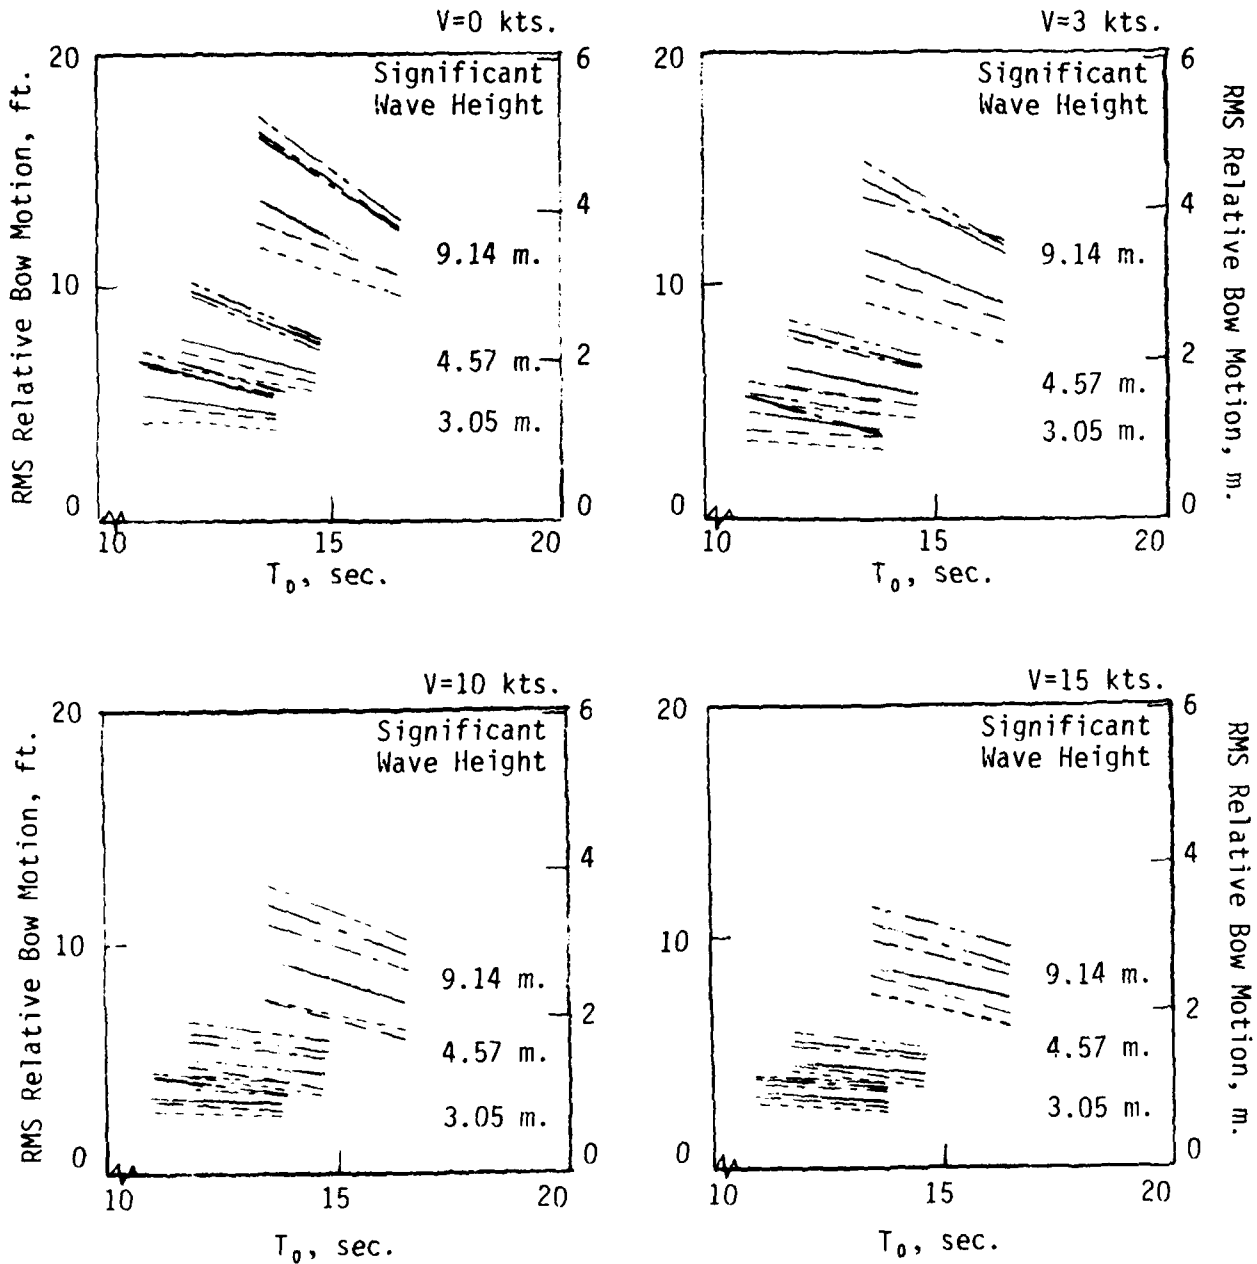 V=0 kts.
20
6
Significant
Wave Height
4
9.14 m.
10
4.57 m.
2
3.05 m.
0
0
10
15
20
T₀, sec.
RMS Relative Bow Motion, ft.
V=3 kts.
20
6
Significant
Wave Height
4
9.14 m.
10
2
4.57 m.
3.05 m.
0
0
10
15
20
T₀, sec.
RMS Relative Bow Motion, m.
V=10 kts.
20
6
Significant
Wave Height
4
10
9.14 m.
2
4.57 m.
3.05 m.
0
0
10
15
20
T₀, sec.
RMS Relative Bow Motion, ft.
V=15 kts.
20
6
Significant
Wave Height
4
10
9.14 m.
2
4.57 m.
3.05 m.
0
0
10
15
20
T₀, sec.
RMS Relative Bow Motion, m.